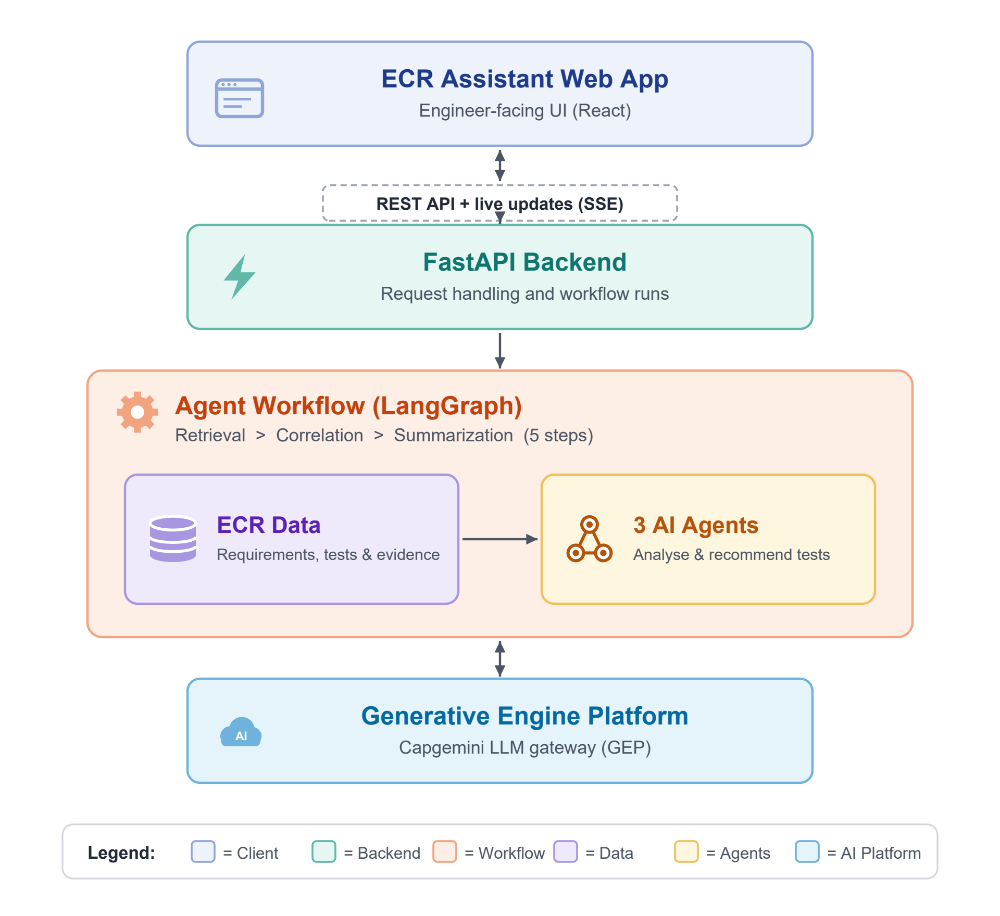 ECR Assistant Web App
Engineer-facing UI (React)
REST API + live updates (SSE)
FastAPI Backend
Request handling and workflow runs
Agent Workflow (LangGraph)
Retrieval > Correlation > Summarization (5 steps)
ECR Data
Requirements, tests & evidence
3 AI Agents
Analyse & recommend tests
Generative Engine Platform
AI
Capgemini LLM gateway (GEP)
Legend: = Client = Backend = Workflow = Data = Agents = AI Platform